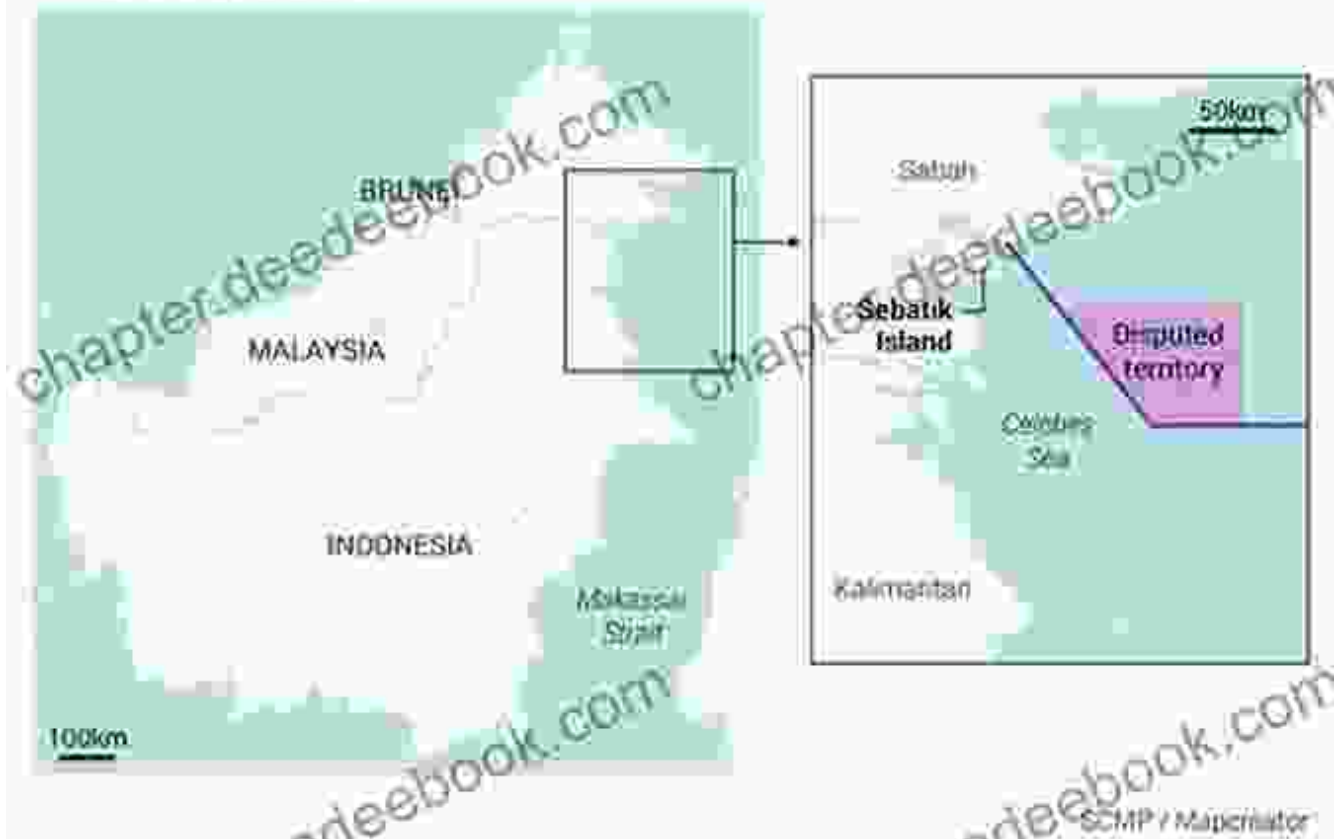 BRUNEI
MALAYSIA
INDONESIA
Makassar
Strait
100km
50km
Sabah
Sebatik
Island
Disputed
territory
Celebes
Sea
Kalimantan
SCMP / Mapcreator
chapter.deedeebook.com
chapter.deedeebook.com
deebook.com
deebook.com